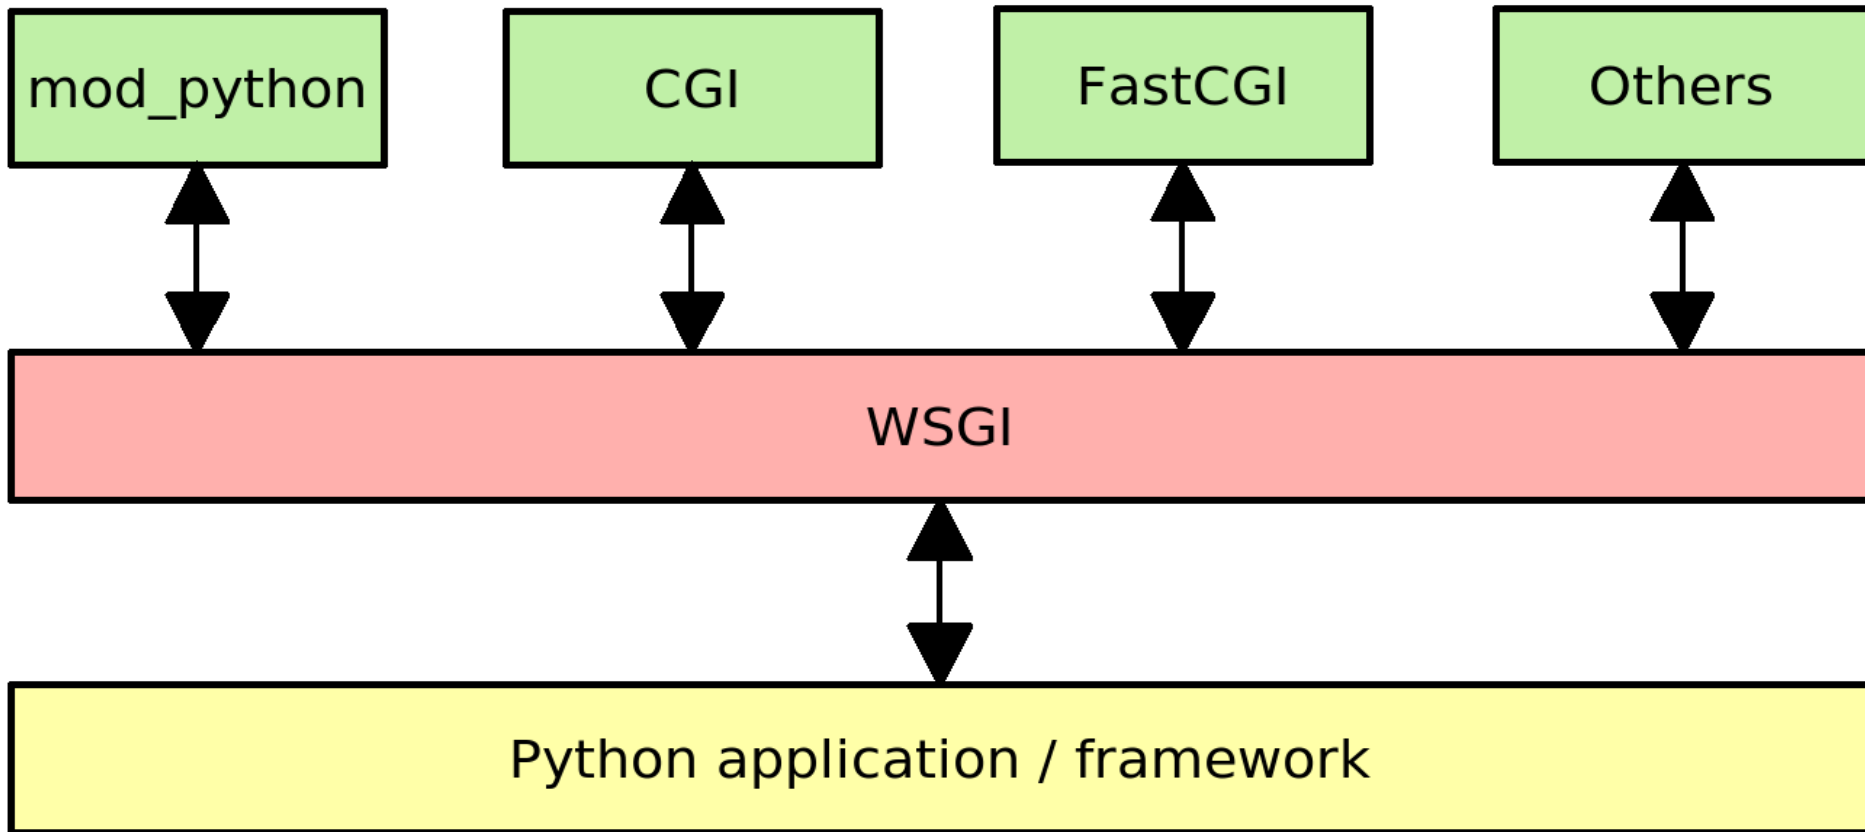 mod_python
CGI
FastCGI
Others
WSGI
Python application / framework